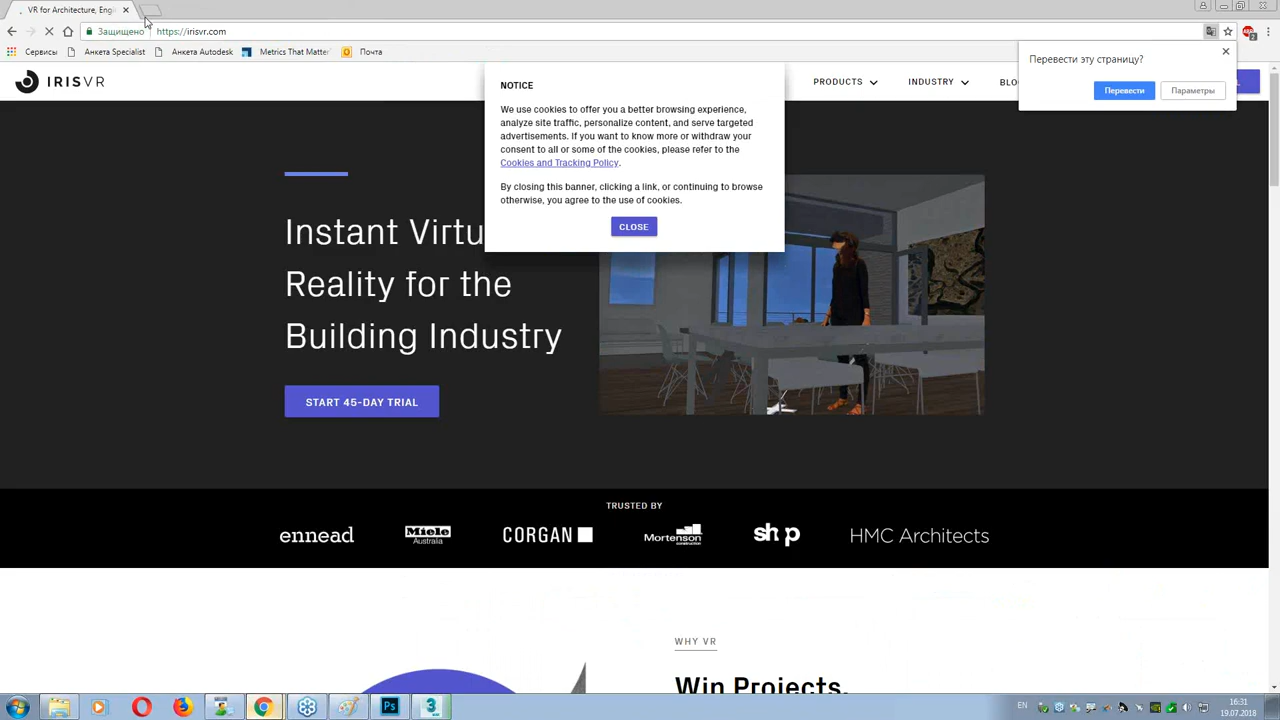 VR for Architecture, Engi
Защищено
https://irisvr.com
Сервисы
Анкета Specialist
Анкета Autodesk
Metrics That Matter
Почта
IRISVR
PRODUCTS
INDUSTRY
Перевести эту страницу?
Перевести
Параметры
NOTICE
We use cookies to offer you a better browsing experience,
analyze site traffic, personalize content, and serve targeted
advertisements. If you want to know more or withdraw your
consent to all or some of the cookies, please refer to the
Cookies and Tracking Policy.
By closing this banner, clicking a link, or continuing to browse
otherwise, you agree to the use of cookies.
CLOSE
Instant Virtu
Reality for the
Building Industry
START 45-DAY TRIAL
TRUSTED BY
ennead
Miele
Australia
CORGAN
Mortenson
construction
shop
HMC Architects
WHY VR
Win Projects.
Ps
3
EN
16:31
19.07.2018